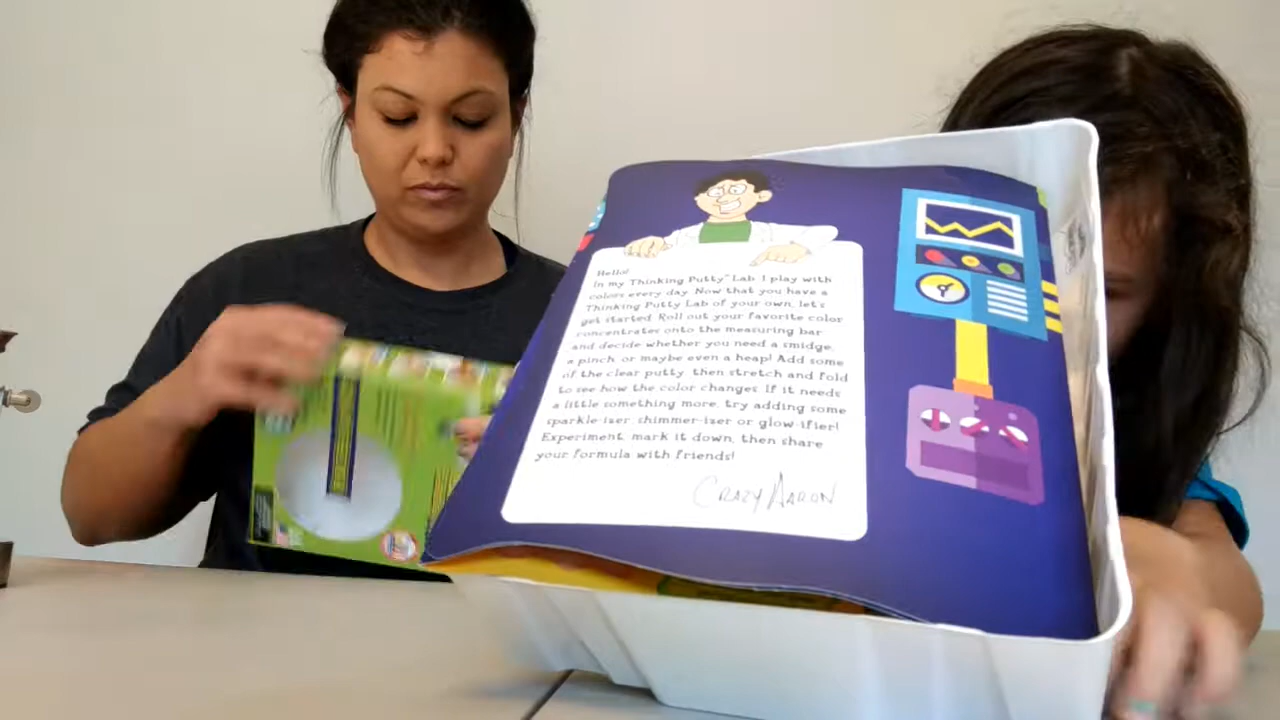 Hello!
In my Thinking Putty™ Lab I play with
colors every day. Now that you have a
Thinking Putty Lab of your own, let's
get started. Roll out your favorite color
concentrates onto the measuring bar
and decide whether you need a smidge,
a pinch or maybe even a heap! Add some
of the clear putty, then stretch and fold
to see how the color changes. If it needs
a little something more, try adding some
sparkle-izer, shimmer-izer or glow-ifier!
Experiment, mark it down, then share
your formula with friends!
Crazy Aaron